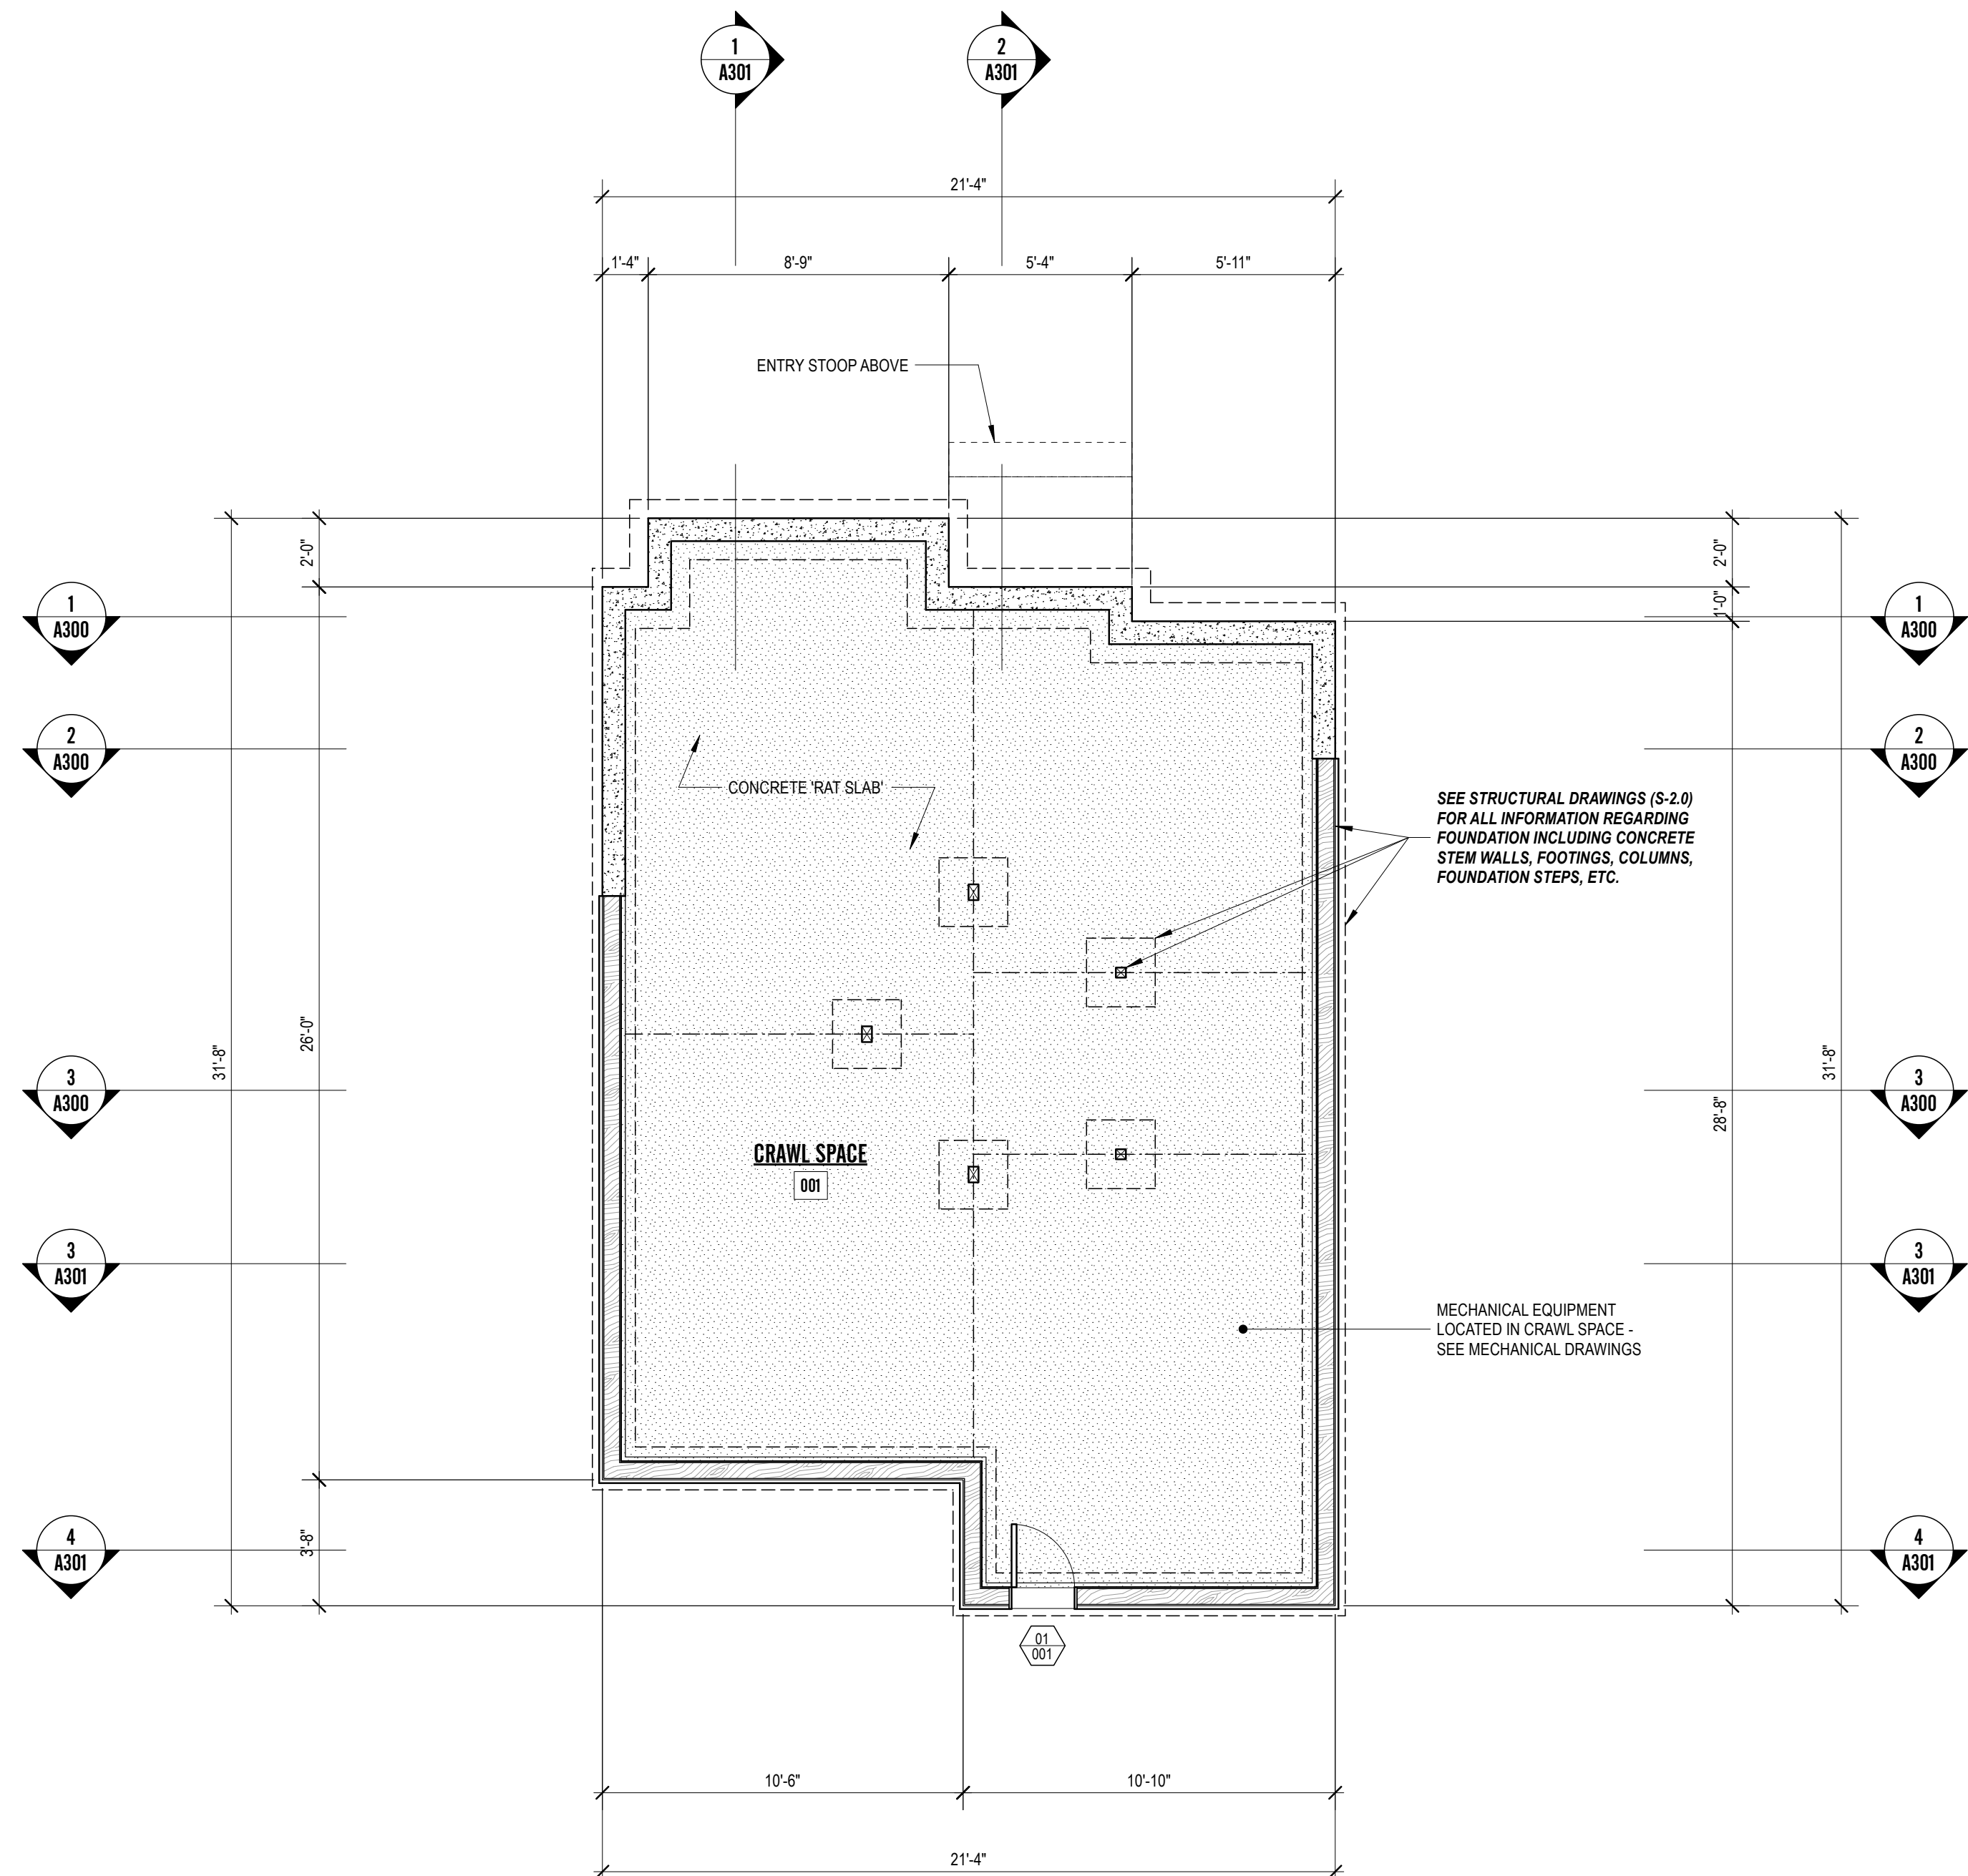 1
A301
2
A301
21'-4"
1'-4"
8'-9"
5'-4"
5'-11"
ENTRY STOOP ABOVE
2'-0"
2'-0"
1'-0"
1
A300
1
A300
2
A300
2
A300
CONCRETE 'RAT SLAB'
SEE STRUCTURAL DRAWINGS (S-2.0)
FOR ALL INFORMATION REGARDING
FOUNDATION INCLUDING CONCRETE
STEM WALLS, FOOTINGS, COLUMNS,
FOUNDATION STEPS, ETC.
31'-8"
26'-0"
28'-8"
31'-8"
3
A300
3
A300
CRAWL SPACE
001
3
A301
3
A301
MECHANICAL EQUIPMENT
LOCATED IN CRAWL SPACE -
SEE MECHANICAL DRAWINGS
4
A301
3'-8"
4
A301
01
001
10'-6"
10'-10"
21'-4"